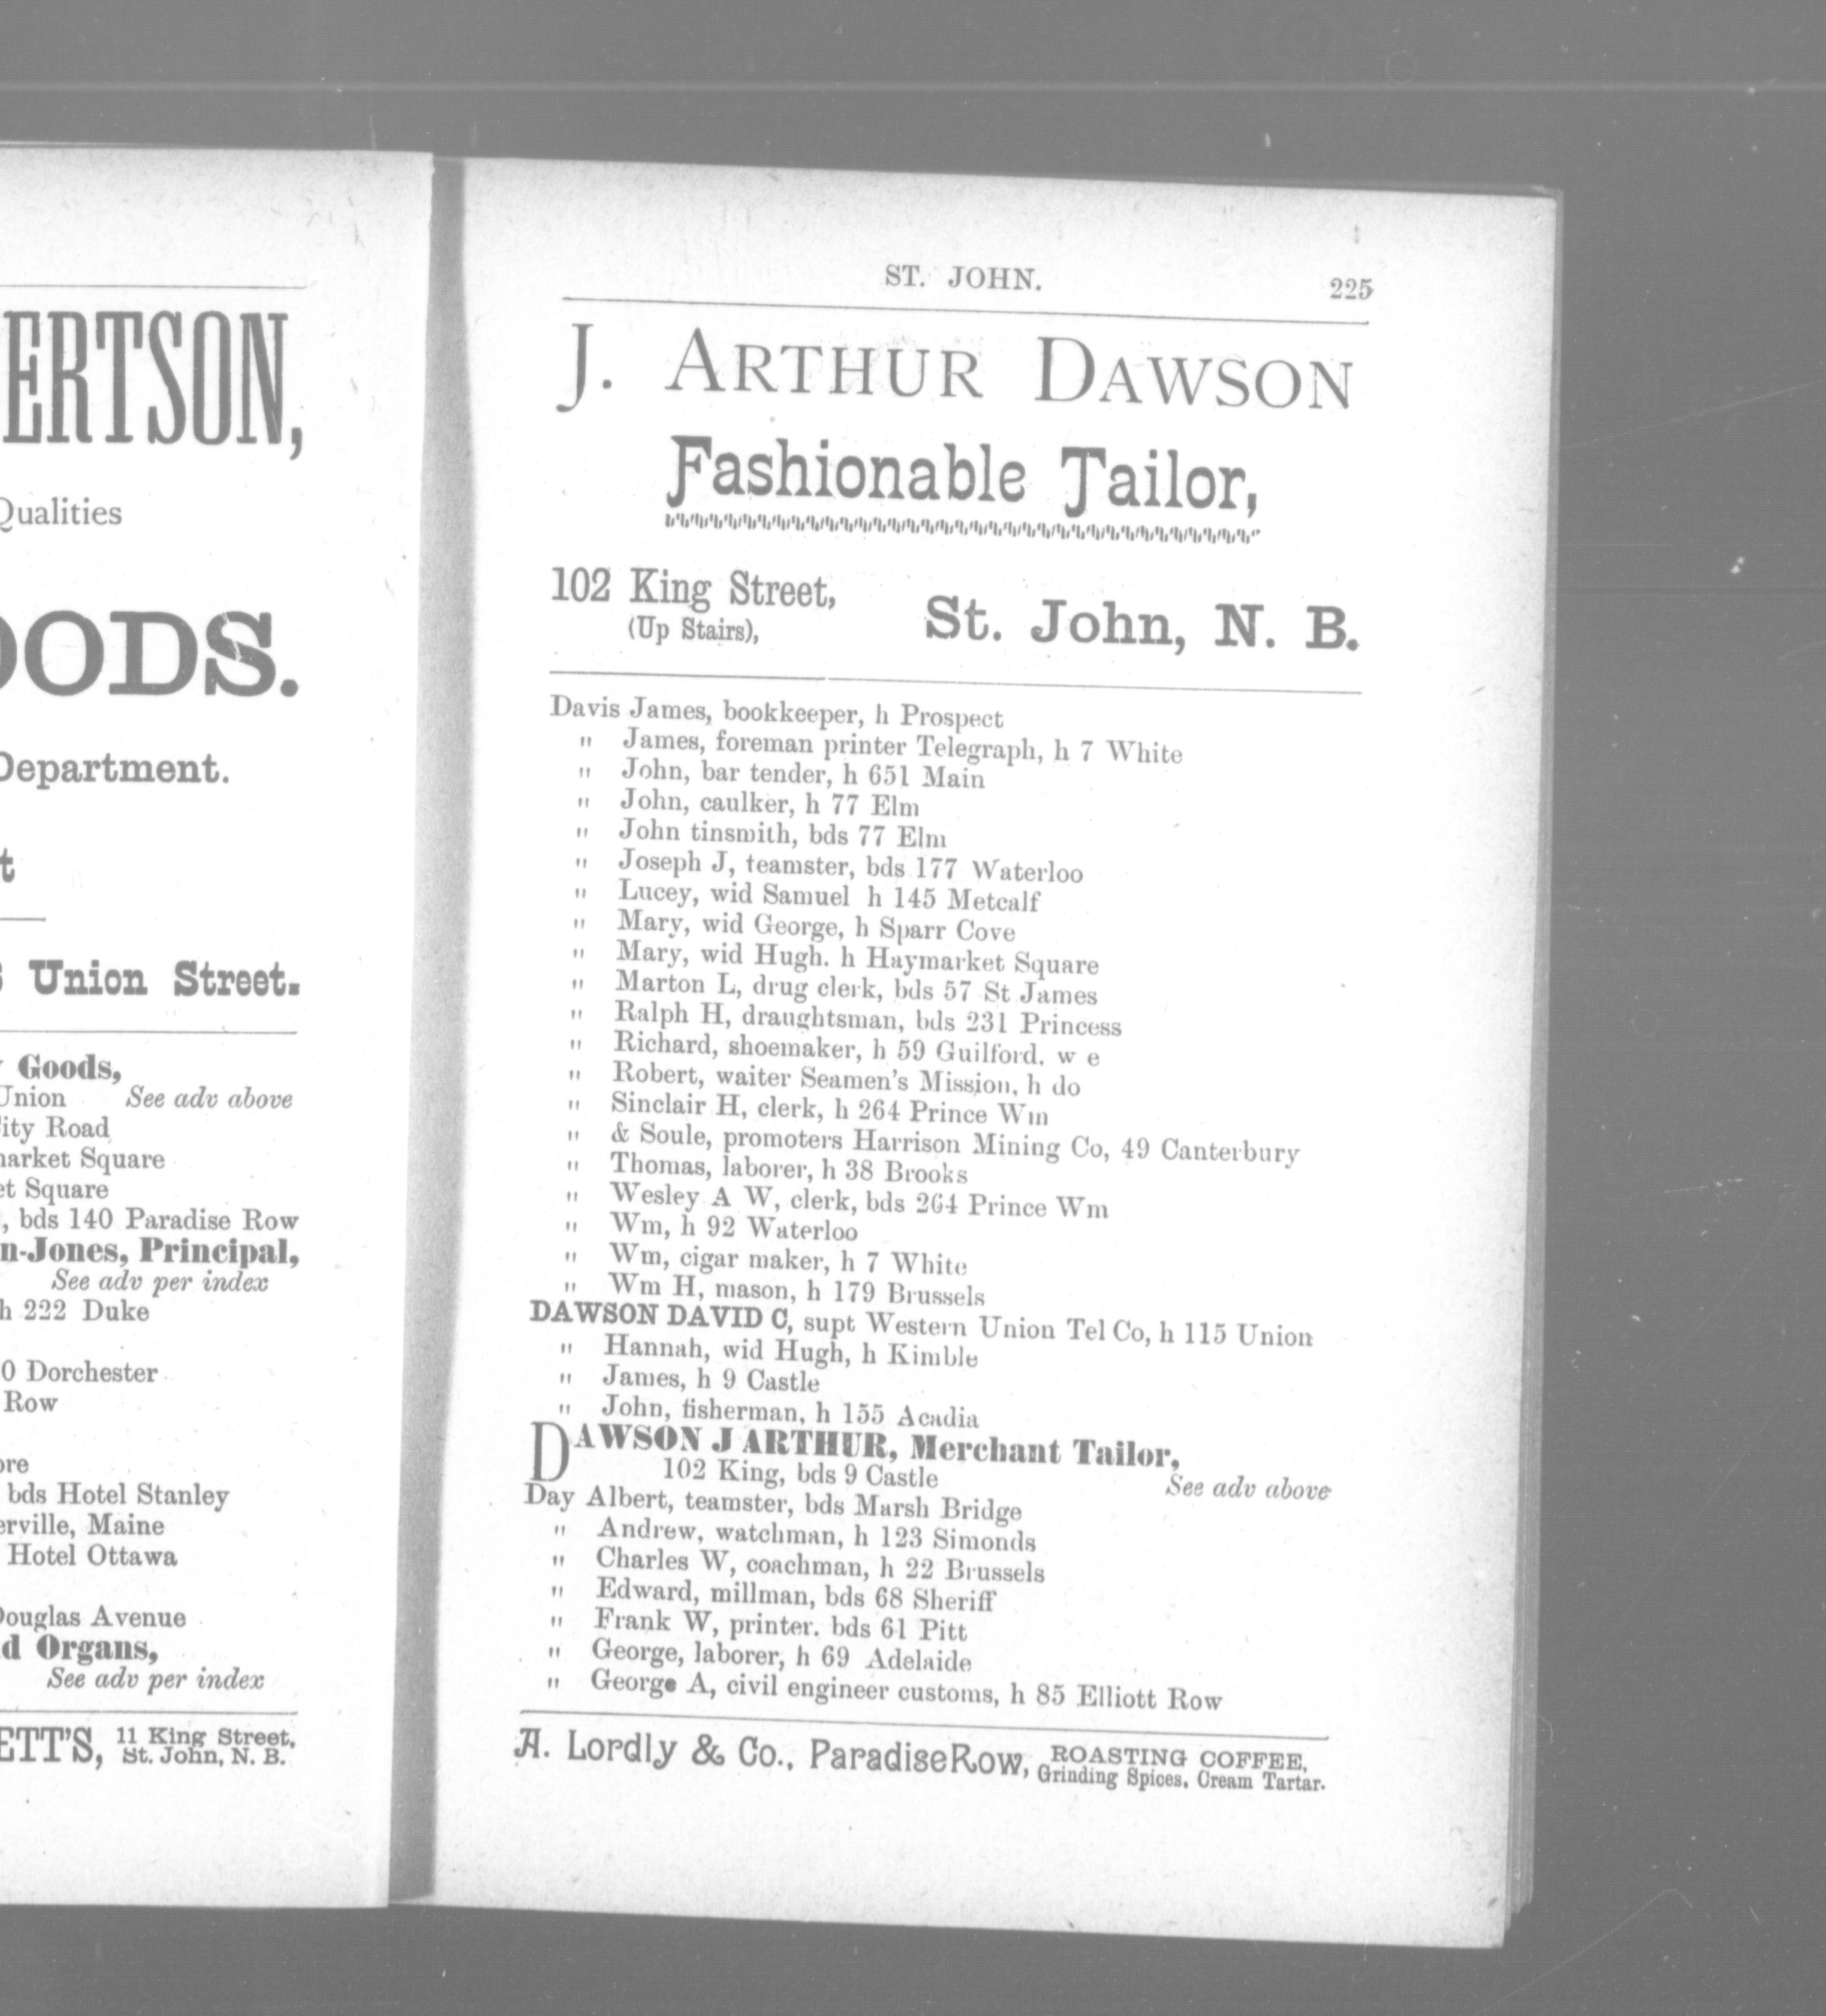 ERTSON,
Qualities
OODS.
Department.
t
Union Street.
Goods,
Union See adv above
ity Road
market Square
et Square
, bds 140 Paradise Row
n-Jones, Principal,
See adv per index
h 222 Duke
0 Dorchester
Row
ore
bds Hotel Stanley
erville, Maine
Hotel Ottawa
Douglas Avenue
d Organs,
See adv per index
ETT'S, 11 King Street,
St. John, N. B.
ST. JOHN. 225
J. ARTHUR DAWSON
Fashionable Tailor,
102 King Street,
(Up Stairs),
St. John, N. B.
Davis James, bookkeeper, h Prospect
" James, foreman printer Telegraph, h 7 White
" John, bar tender, h 651 Main
" John, caulker, h 77 Elm
" John tinsmith, bds 77 Elm
" Joseph J, teamster, bds 177 Waterloo
" Lucey, wid Samuel h 145 Metcalf
" Mary, wid George, h Sparr Cove
" Mary, wid Hugh. h Haymarket Square
" Marton L, drug clerk, bds 57 St James
" Ralph H, draughtsman, bds 231 Princess
" Richard, shoemaker, h 59 Guilford. w e
" Robert, waiter Seamen's Mission, h do
" Sinclair H, clerk, h 264 Prince Wm
" & Soule, promoters Harrison Mining Co, 49 Canterbury
" Thomas, laborer, h 38 Brooks
" Wesley A W, clerk, bds 264 Prince Wm
" Wm, h 92 Waterloo
" Wm, cigar maker, h 7 White
" Wm H, mason, h 179 Brussels
DAWSON DAVID C, supt Western Union Tel Co, h 115 Union
" Hannah, wid Hugh, h Kimble
" James, h 9 Castle
" John, fisherman, h 155 Acadia
DAWSON J ARTHUR, Merchant Tailor,
102 King, bds 9 Castle See adv above
Day Albert, teamster, bds Marsh Bridge
" Andrew, watchman, h 123 Simonds
" Charles W, coachman, h 22 Brussels
" Edward, millman, bds 68 Sheriff
" Frank W, printer. bds 61 Pitt
" George, laborer, h 69 Adelaide
" George A, civil engineer customs, h 85 Elliott Row
A. Lordly & Co., Paradise Row, ROASTING COFFEE,
Grinding Spices, Cream Tartar.